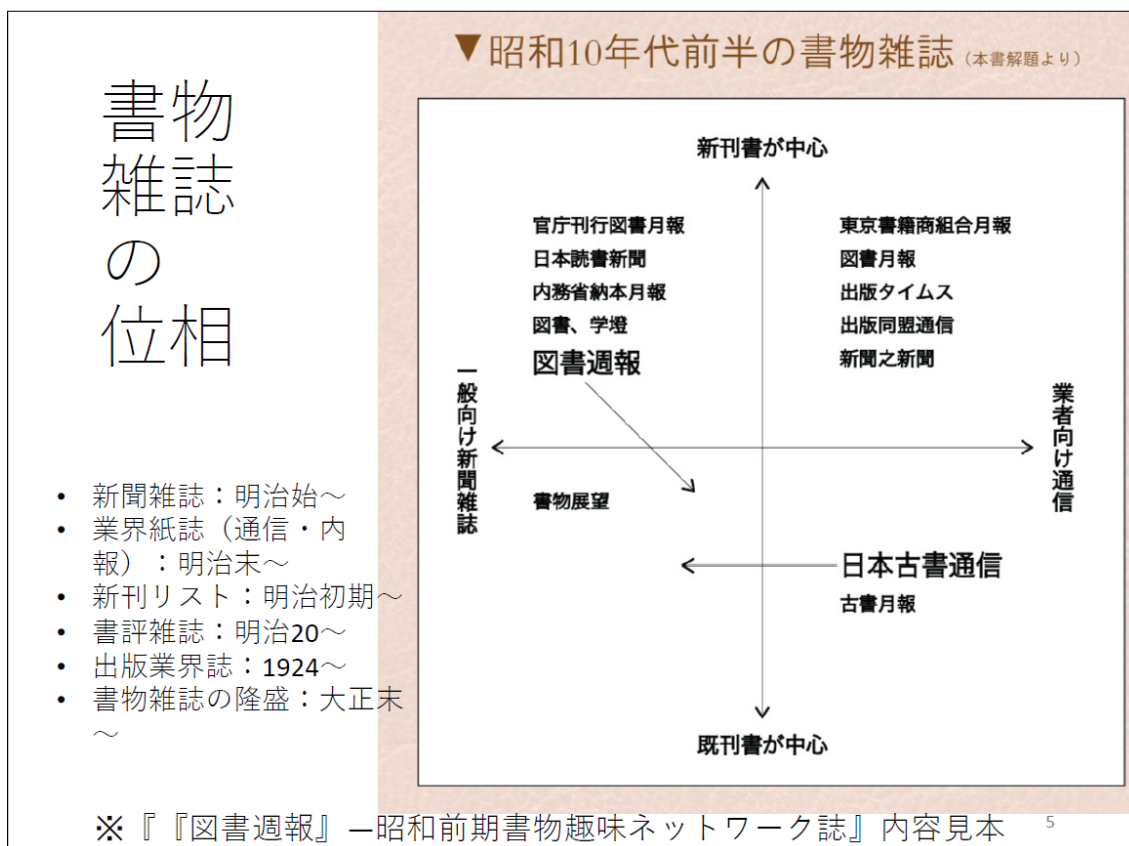 書物
雑誌
の
位相
• 新聞雑誌：明治始～
• 業界紙誌（通信・内
報）：明治末～
• 新刊リスト：明治初期～
• 書評雑誌：明治20～
• 出版業界誌：1924～
• 書物雑誌の隆盛：大正末
～
▼昭和10年代前半の書物雑誌（本書解題より）
新刊書が中心
官庁刊行図書月報
日本読書新聞
内務省納本月報
図書、学燈
図書週報
東京書籍商組合月報
図書月報
出版タイムス
出版同盟通信
新聞之新聞
一般向け新聞雑誌
業者向け通信
書物展望
日本古書通信
古書月報
既刊書が中心
※『『図書週報』―昭和前期書物趣味ネットワーク誌』内容見本
5